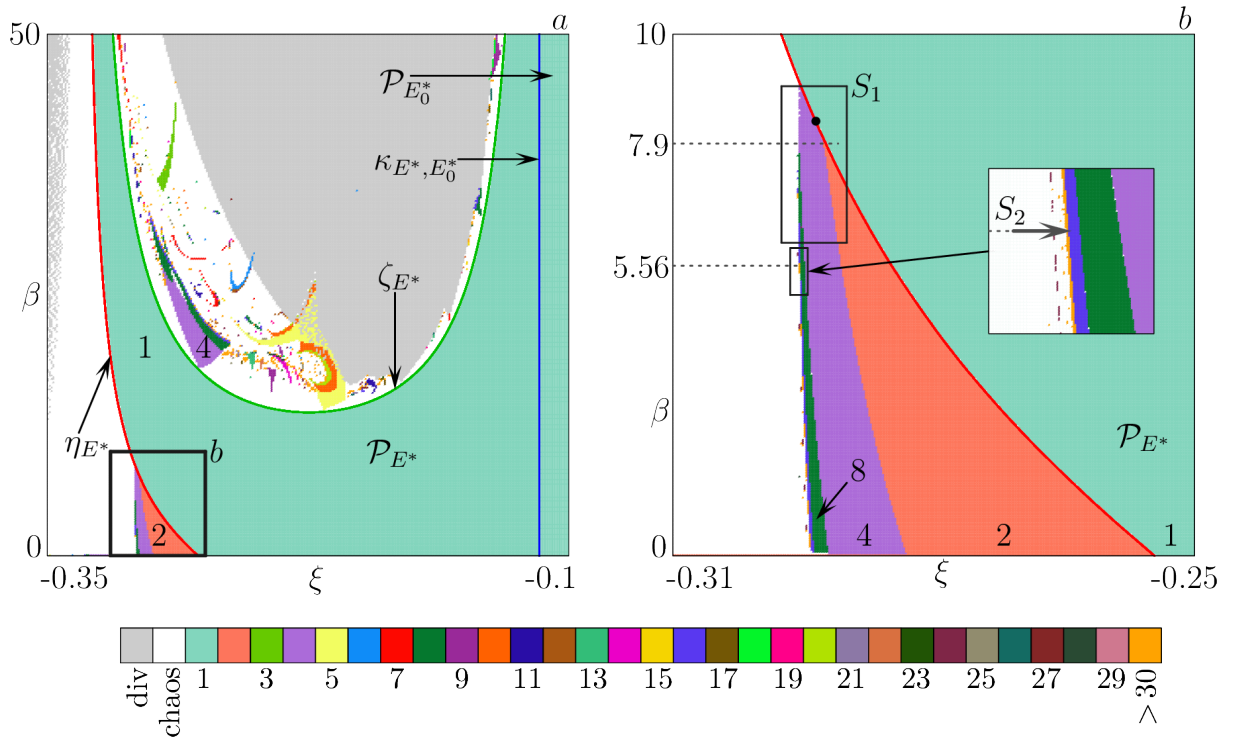 a
50
𝒫_{E_0^*}
κ_{E^*, E_0^*}
ζ_{E^*}
β
1
4
η_{E^*}
b
𝒫_{E^*}
2
0
-0.35
ξ
-0.1
b
10
S_1
7.9
S_2
5.56
β
𝒫_{E^*}
8
4
2
1
0
-0.31
ξ
-0.25
div
chaos
1
3
5
7
9
11
13
15
17
19
21
23
25
27
29
> 30